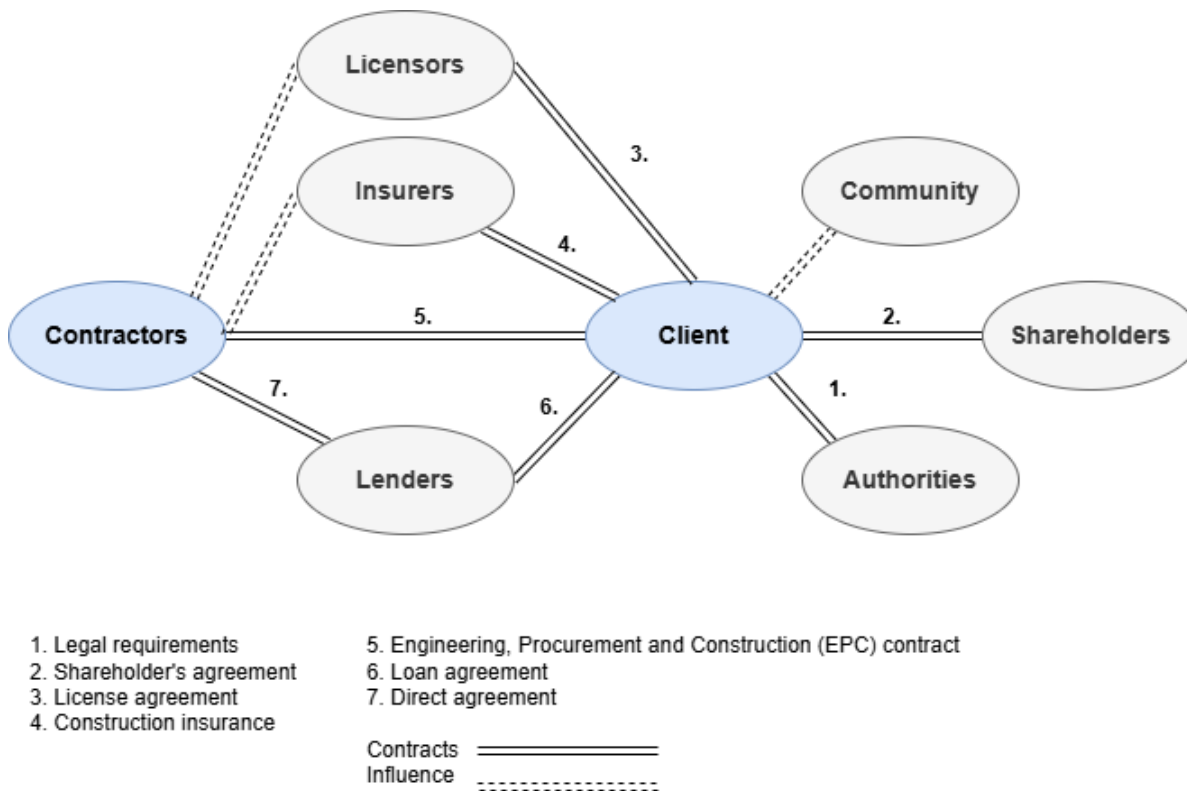 Licensors
3.
Insurers
Community
4.
Contractors
5.
Client
2.
Shareholders
7.
6.
1.
Lenders
Authorities
1. Legal requirements
2. Shareholder's agreement
3. License agreement
4. Construction insurance
5. Engineering, Procurement and Construction (EPC) contract
6. Loan agreement
7. Direct agreement
Contracts
Influence